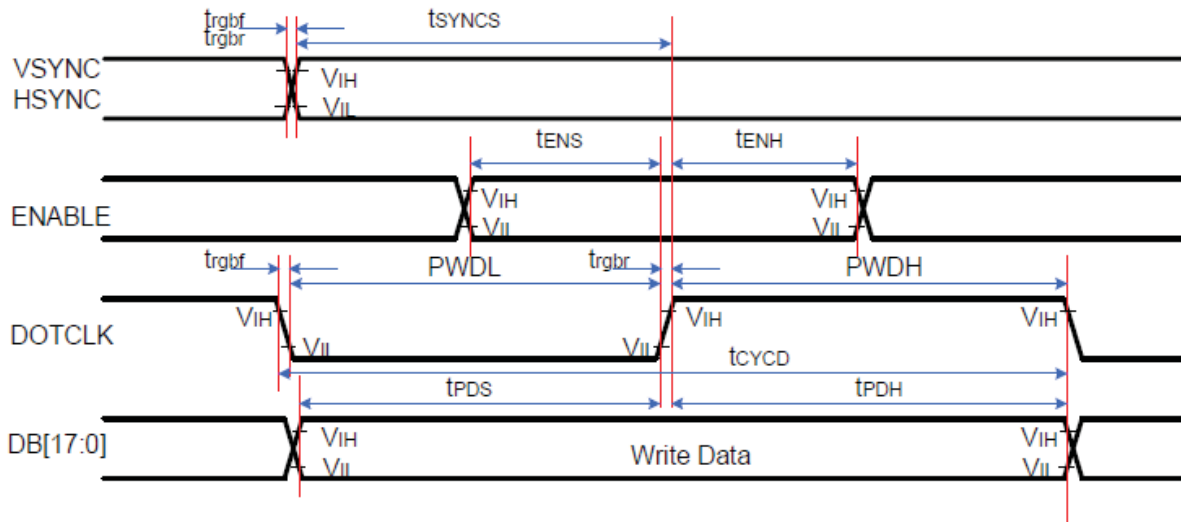 trgbf
trgbr
tSYNCS
VSYNC
HSYNC
VIH
VIL
tENS
tENH
ENABLE
VIH
VIL
VIH
VIL
trgbf
PWDL
trgbr
PWDH
DOTCLK
VIH
VIL
VIL
VIH
VIH
tCYCD
tPDS
tPDH
DB[17:0]
VIH
VIL
Write Data
VIH
VIL